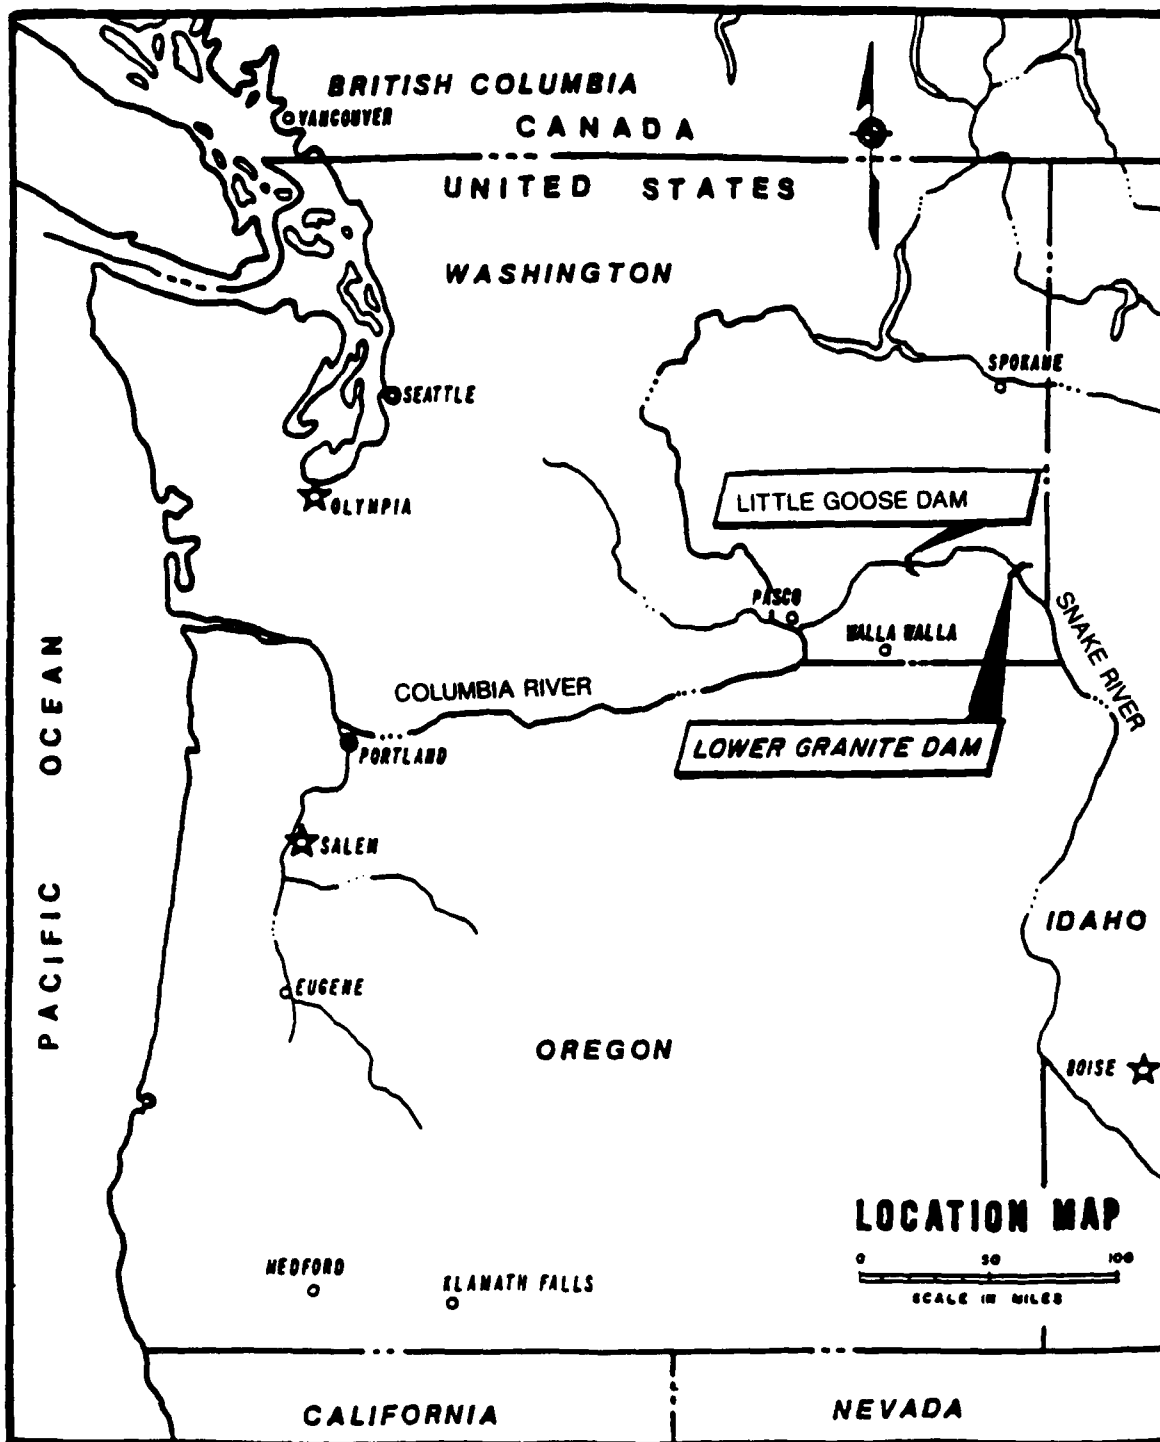 BRITISH COLUMBIA
VANCOUVER
CANADA
UNITED STATES
WASHINGTON
SPOKANE
SEATTLE
LITTLE GOOSE DAM
OLYMPIA
PASCO
WALLA WALLA
SNAKE RIVER
COLUMBIA RIVER
LOWER GRANITE DAM
PORTLAND
PACIFIC OCEAN
SALEM
IDAHO
EUGENE
OREGON
BOISE
LOCATION MAP
0 50 100
SCALE IN MILES
MEDFORD
KLAMATH FALLS
CALIFORNIA
NEVADA